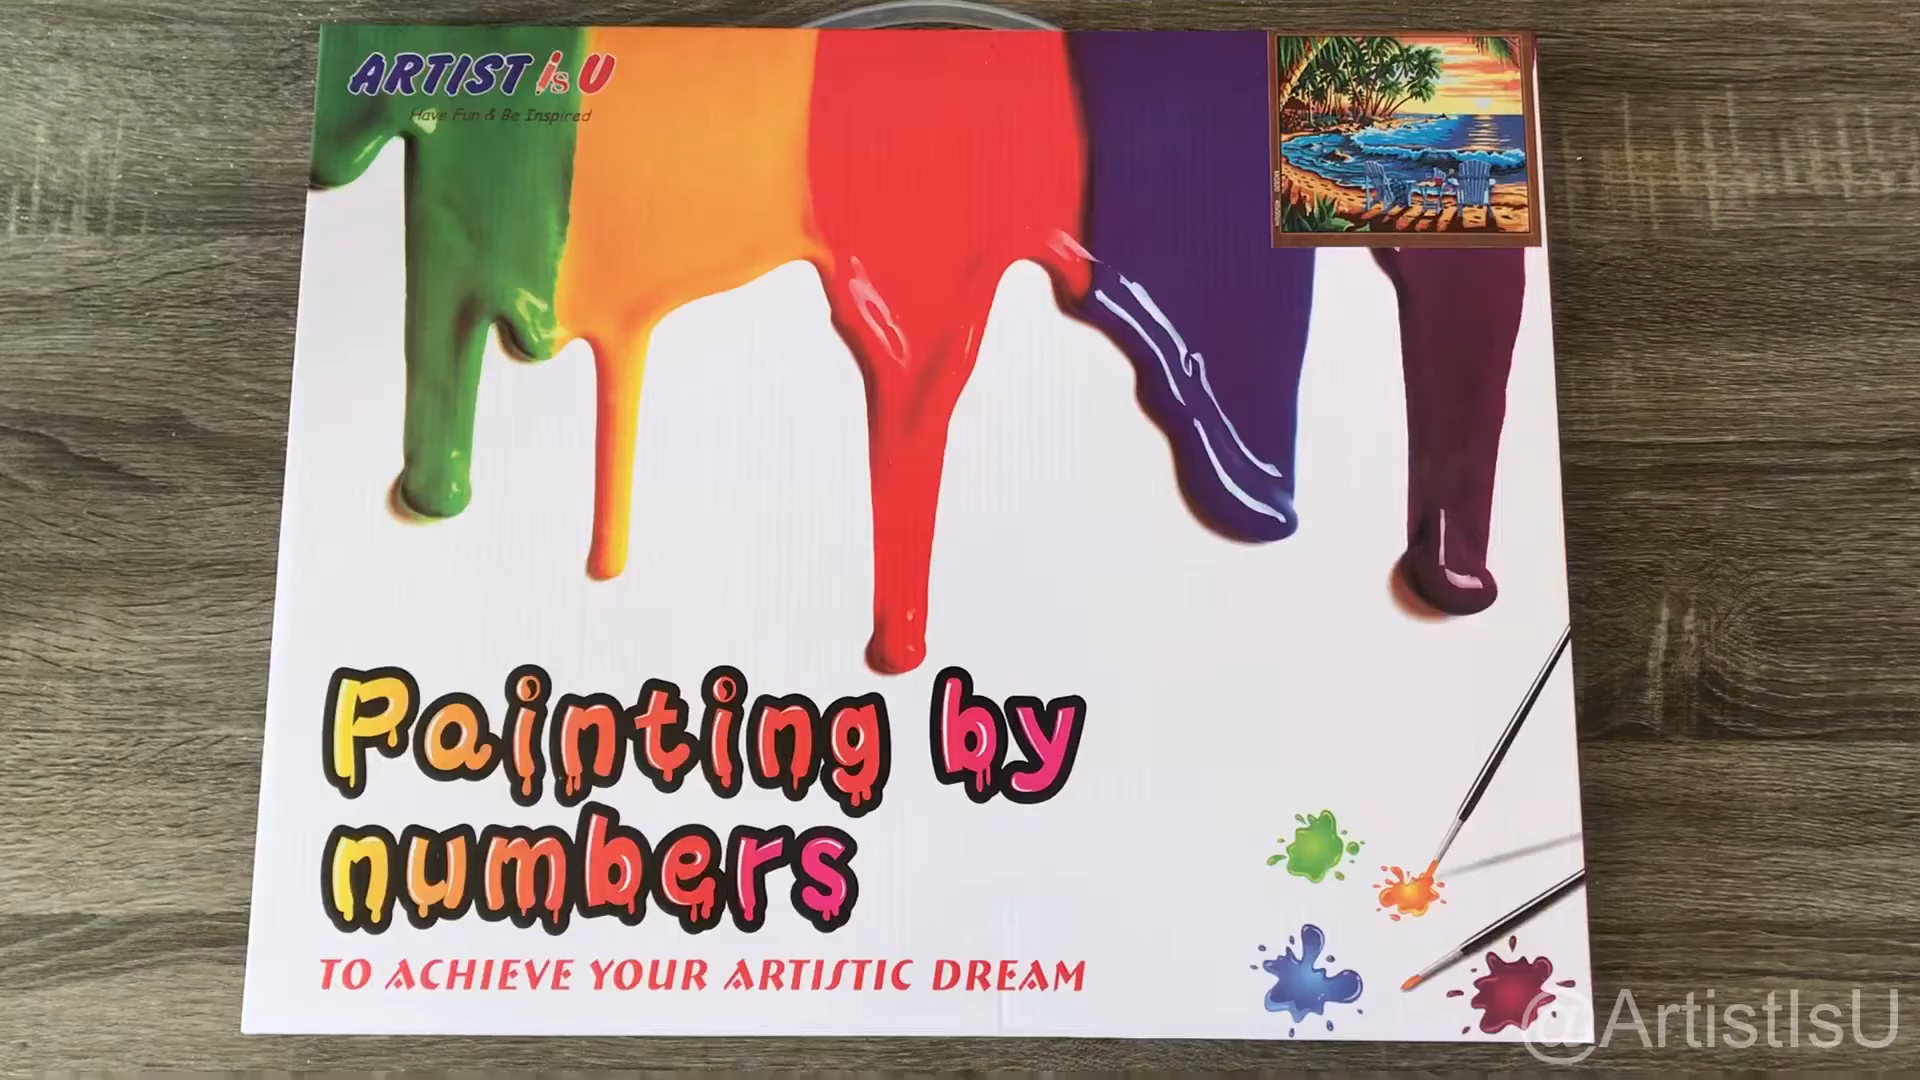 ARTIST is U
Have Fun & Be Inspired
Painting by
numbers
TO ACHIEVE YOUR ARTISTIC DREAM
@ArtistIsU